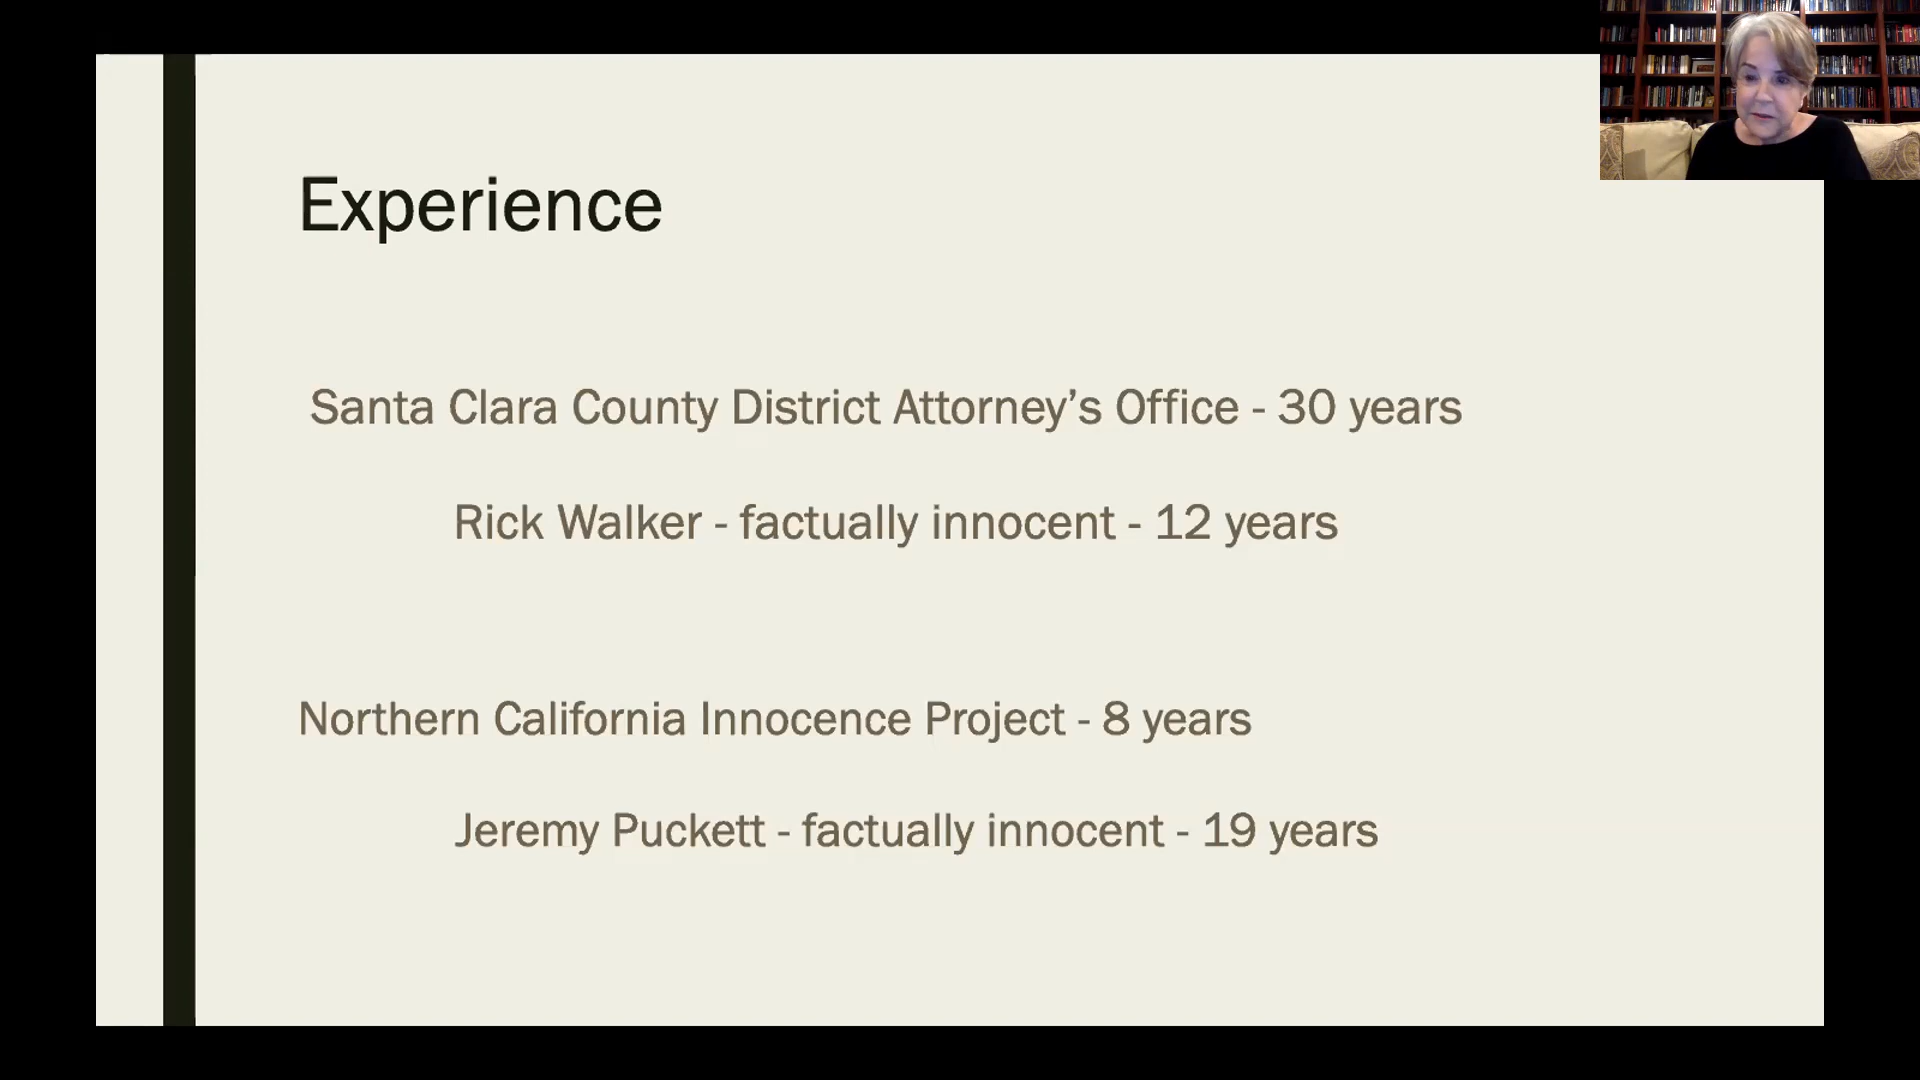 Experience
Santa Clara County District Attorney’s Office - 30 years
Rick Walker - factually innocent - 12 years
Northern California Innocence Project - 8 years
Jeremy Puckett - factually innocent - 19 years